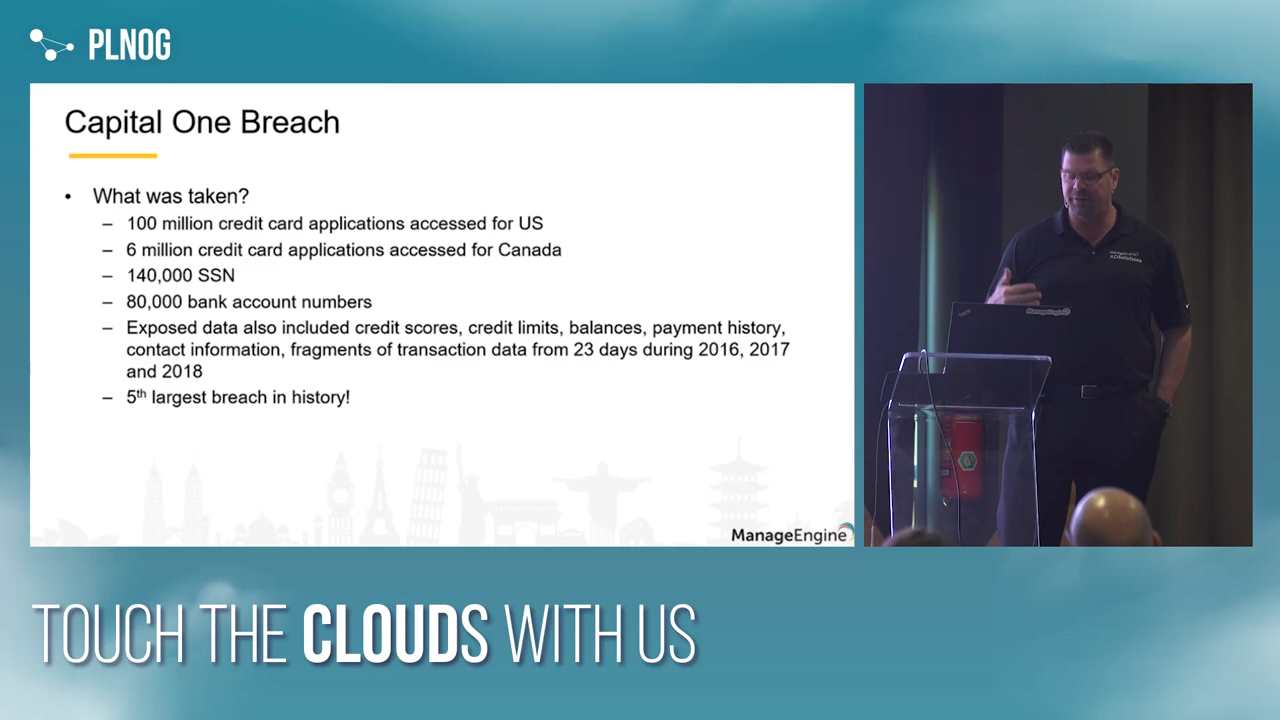 PLNOG
Capital One Breach
• What was taken?
– 100 million credit card applications accessed for US
– 6 million credit card applications accessed for Canada
– 140,000 SSN
– 80,000 bank account numbers
– Exposed data also included credit scores, credit limits, balances, payment history,
contact information, fragments of transaction data from 23 days during 2016, 2017
and 2018
– 5th largest breach in history!
ManageEngine
ManageEngine
ADSolutions
ManageEngine
TOUCH THE CLOUDS WITH US